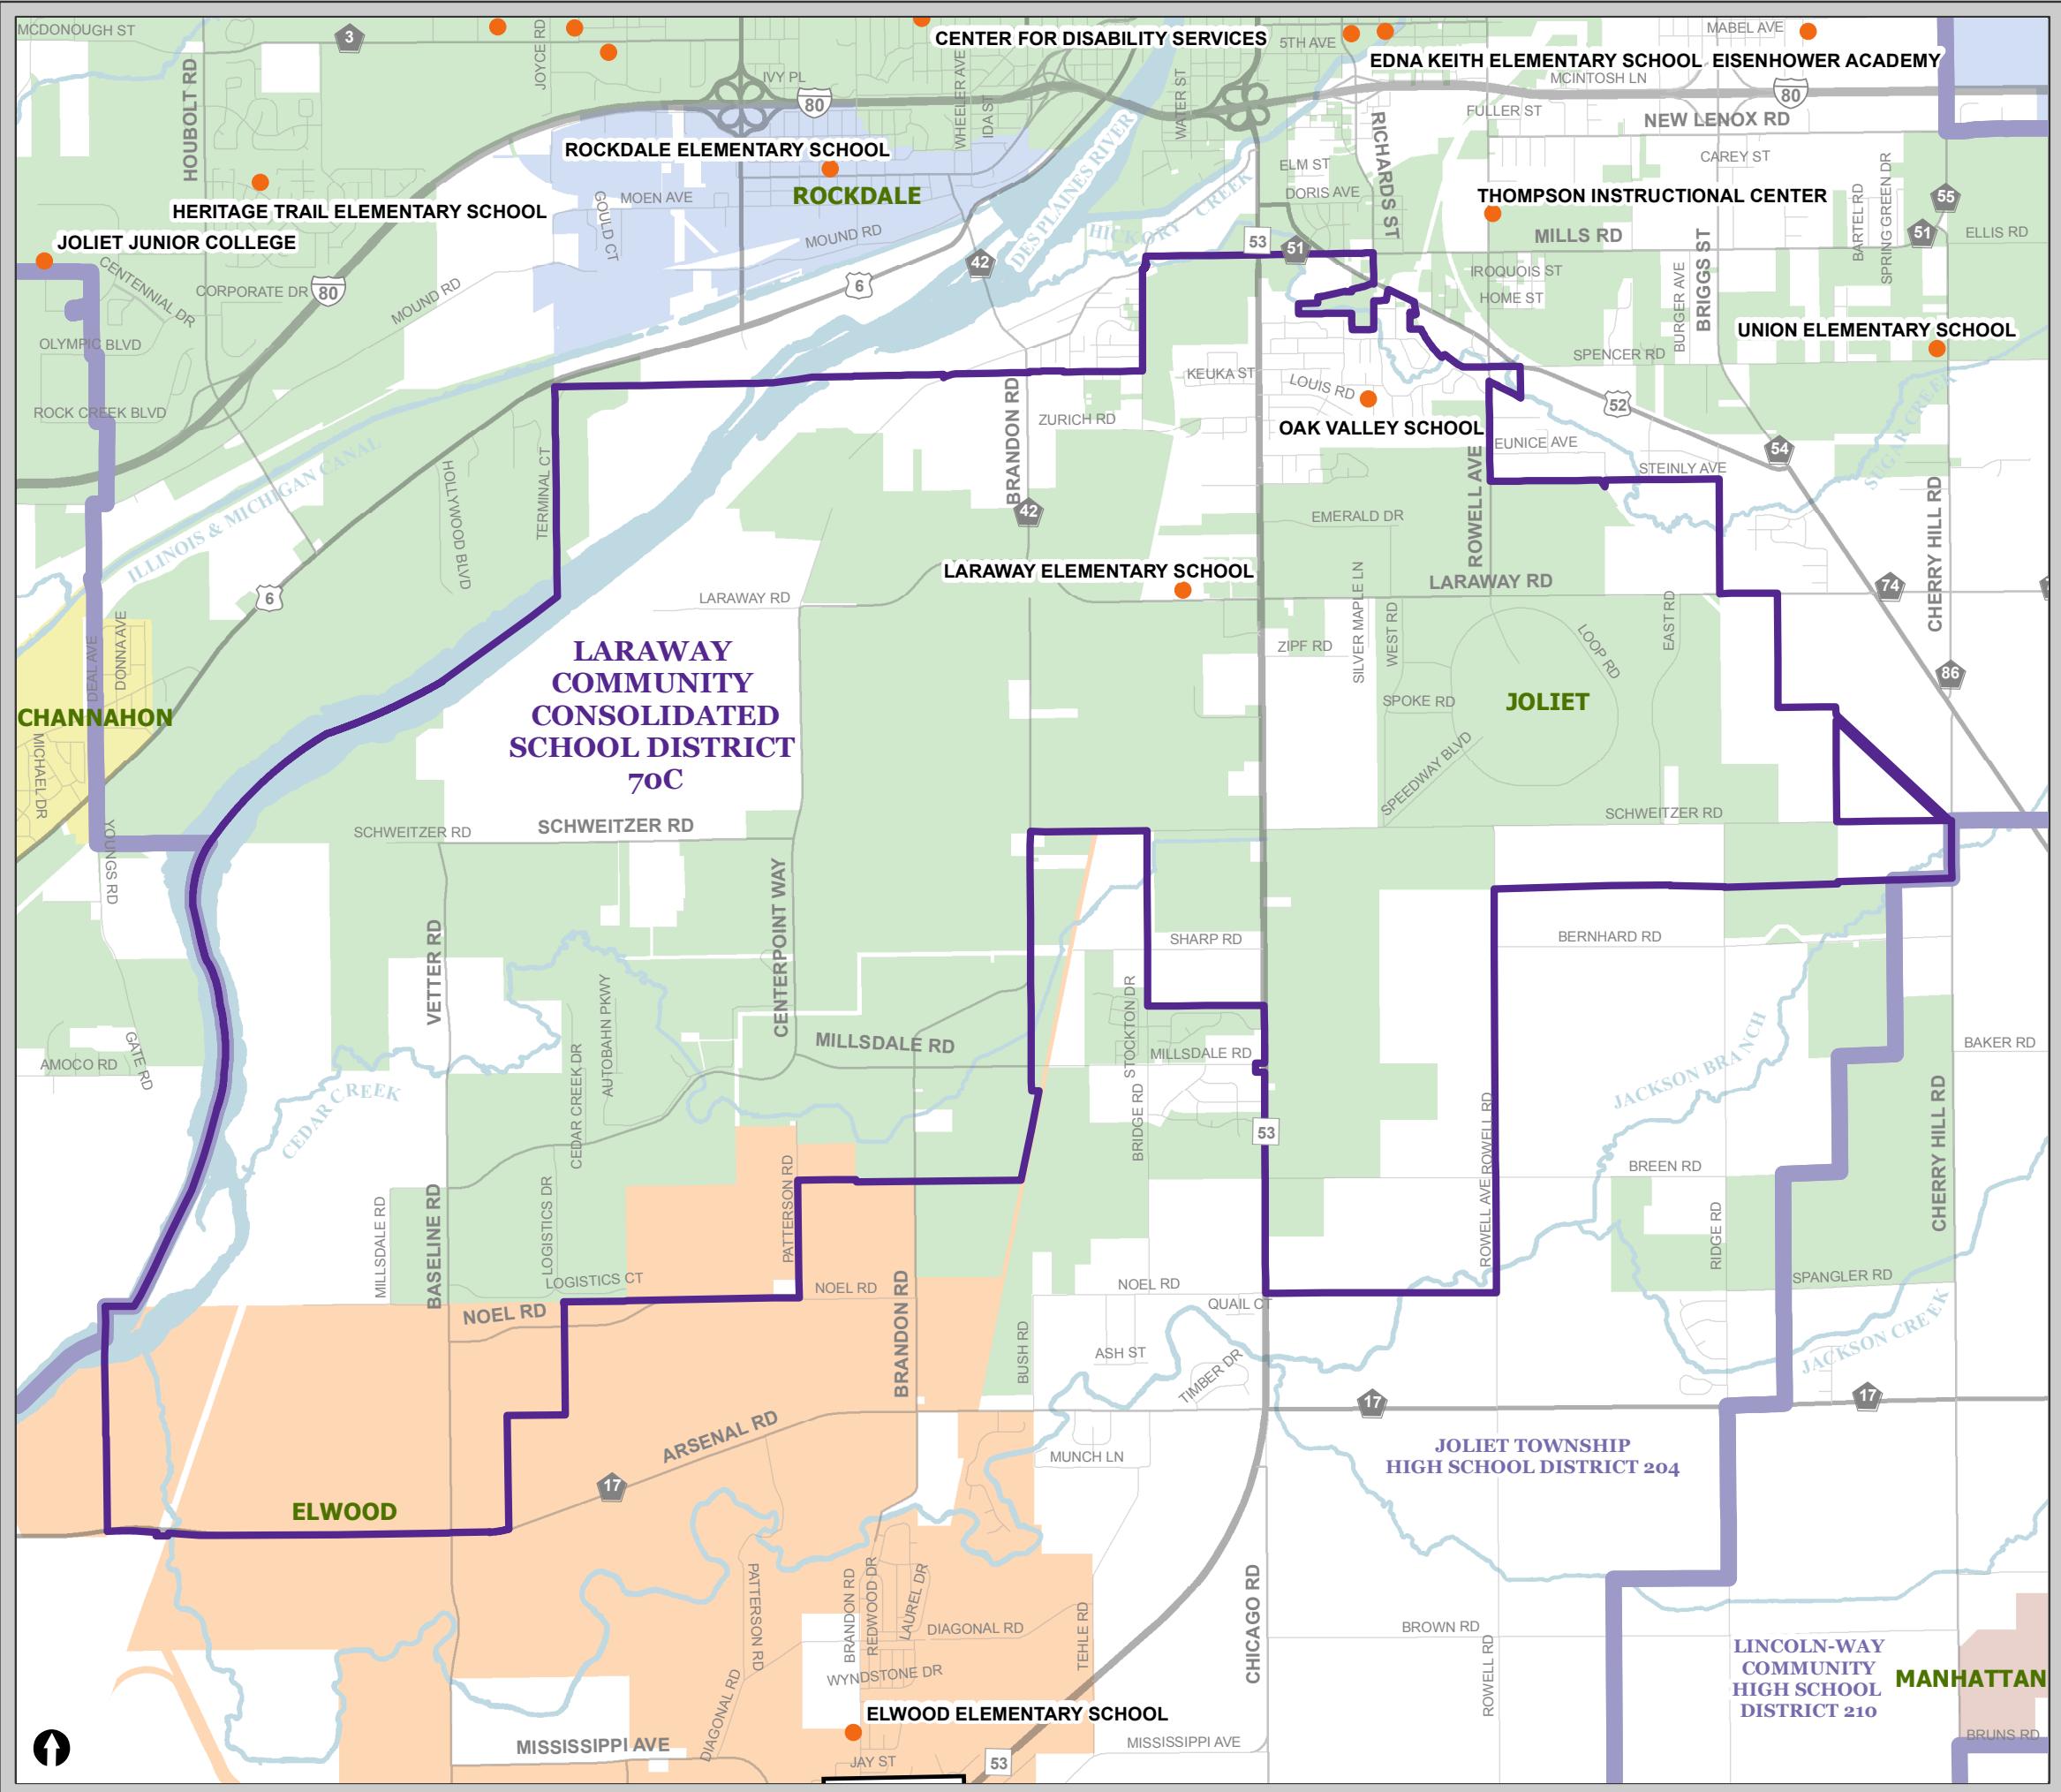 MCDONOUGH ST
3
JOYCE RD
HOUBOLT RD
IVY PL
80
WHEELER AVE
IDA ST
CENTER FOR DISABILITY SERVICES
WATER ST
5TH AVE
EDNA KEITH ELEMENTARY SCHOOL
EISENHOWER ACADEMY
MABEL AVE
MCINTOSH LN
80
FULLER ST
NEW LENOX RD
RICHARDS ST
CAREY ST
ELM ST
DORIS AVE
ROCKDALE ELEMENTARY SCHOOL
ROCKDALE
MOEN AVE
GOULD CT
MOUND RD
DES PLAINES RIVER
HICKORY CREEK
HERITAGE TRAIL ELEMENTARY SCHOOL
JOLIET JUNIOR COLLEGE
THOMPSON INSTRUCTIONAL CENTER
MILLS RD
BRIGGS ST
BARTEL RD
SPRING GREEN DR
55
51
ELLIS RD
53
51
42
6
CENTENNIAL DR
CORPORATE DR
80
MOUND RD
IROQUOIS ST
HOME ST
BURGER AVE
UNION ELEMENTARY SCHOOL
OLYMPIC BLVD
SPENCER RD
KEUKA ST
LOUIS RD
52
ROCK CREEK BLVD
BRANDON RD
ZURICH RD
OAK VALLEY SCHOOL
EUNICE AVE
54
STEINLY AVE
SUGAR CREEK
ILLINOIS & MICHIGAN CANAL
HOLLYWOOD BLVD
TERMINAL CT
42
EMERALD DR
ROWELL AVE
CHERRY HILL RD
LARAWAY ELEMENTARY SCHOOL
LARAWAY RD
LARAWAY RD
74
6
DEAL AVE
DONNA AVE
LARAWAY
COMMUNITY
CONSOLIDATED
SCHOOL DISTRICT
70C
ZIPF RD
SILVER MAPLE LN
WEST RD
LOOP RD
EAST RD
86
CHANNAHON
SPOKE RD
JOLIET
MICHAEL DR
SPEEDWAY BLVD
SCHWEITZER RD
SCHWEITZER RD
SCHWEITZER RD
YOUNGS RD
CENTERPOINT WAY
VETTER RD
SHARP RD
BERNHARD RD
AUTOBAHN PKWY
STOCKTON DR
MILLSDALE RD
MILLSDALE RD
GATE RD
AMOCO RD
CEDAR CREEK
CEDAR CREEK DR
BRIDGE RD
53
JACKSON BRANCH
BAKER RD
CHERRY HILL RD
BREEN RD
ROWELL AVE
ROWELL RD
PATTERSON RD
MILLSDALE RD
BASELINE RD
LOGISTICS DR
LOGISTICS CT
NOEL RD
NOEL RD
BRANDON RD
NOEL RD
QUAIL CT
RIDGE RD
SPANGLER RD
JACKSON CREEK
BUSH RD
ASH ST
TIMBER DR
17
17
ARSENAL RD
MUNCH LN
17
JOLIET TOWNSHIP
HIGH SCHOOL DISTRICT 204
ELWOOD
PATTERSON RD
BRANDON RD
REDWOOD DR
LAUREL DR
DIAGONAL RD
TEHLE RD
CHICAGO RD
BROWN RD
ROWELL RD
LINCOLN-WAY
COMMUNITY
HIGH SCHOOL
DISTRICT 210
MANHATTAN
WYNDSTONE DR
DIAGONAL RD
ELWOOD ELEMENTARY SCHOOL
MISSISSIPPI AVE
MISSISSIPPI AVE
BRUNS RD
JAY ST
53